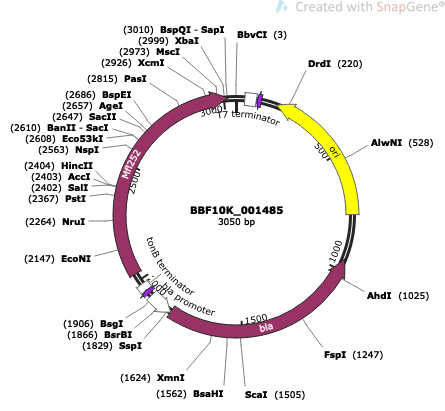 Created with SnapGene®
(3010) BspQI - SapI
(2999) XbaI
(2973) MscI
(2926) XcmI
(2815) PasI
(2686) BspEI
(2657) AgeI
(2647) SacII
(2610) BanII - SacI
(2608) Eco53kI
(2563) NspI
(2404) HincII
(2403) AccI
(2402) SalI
(2367) PstI
(2264) NruI
(2147) EcoNI
(1906) BsgI
(1866) BsrBI
(1829) SspI
(1624) XmnI
(1562) BsaHI
BbvCI (3)
DrdI (220)
AlwNI (528)
AhdI (1025)
FspI (1247)
ScaI (1505)
BBF10K_001485
3050 bp
T7 terminator
ori
500
1000
1500
2000
2500
3000
bla
bla promoter
tonB terminator
Mfl252